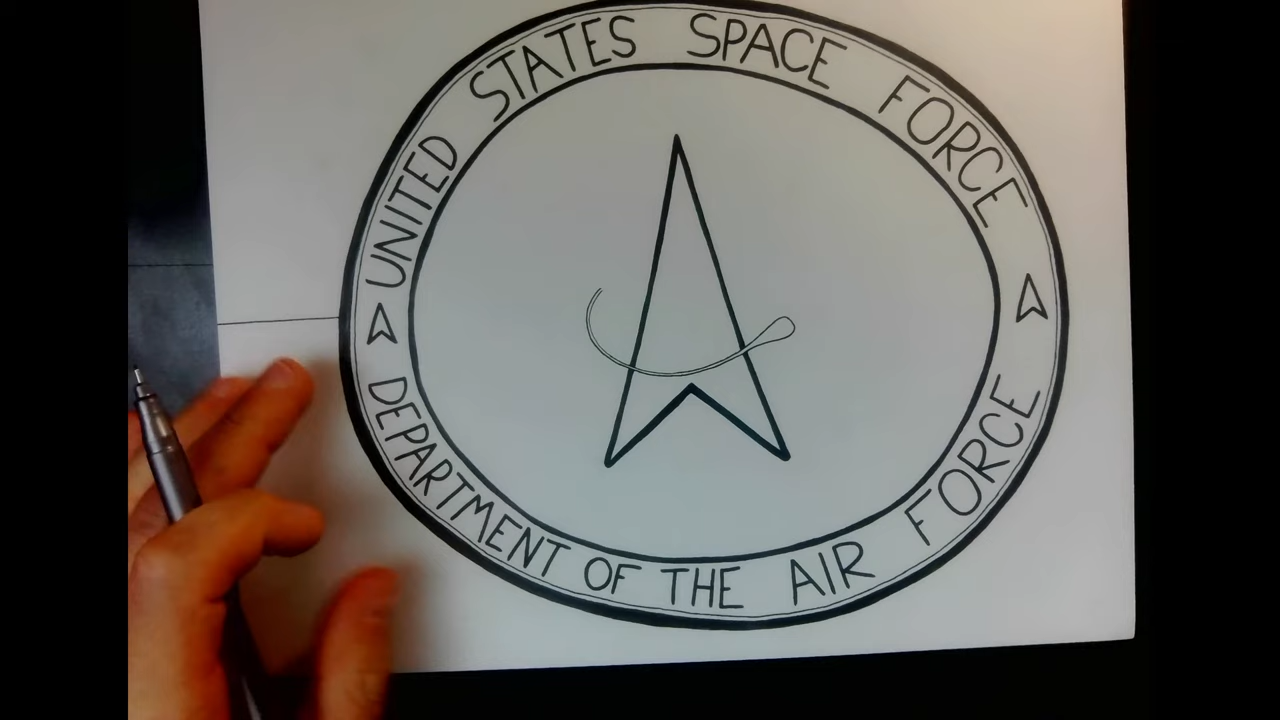 UNITED STATES SPACE FORCE
DEPARTMENT OF THE AIR FORCE